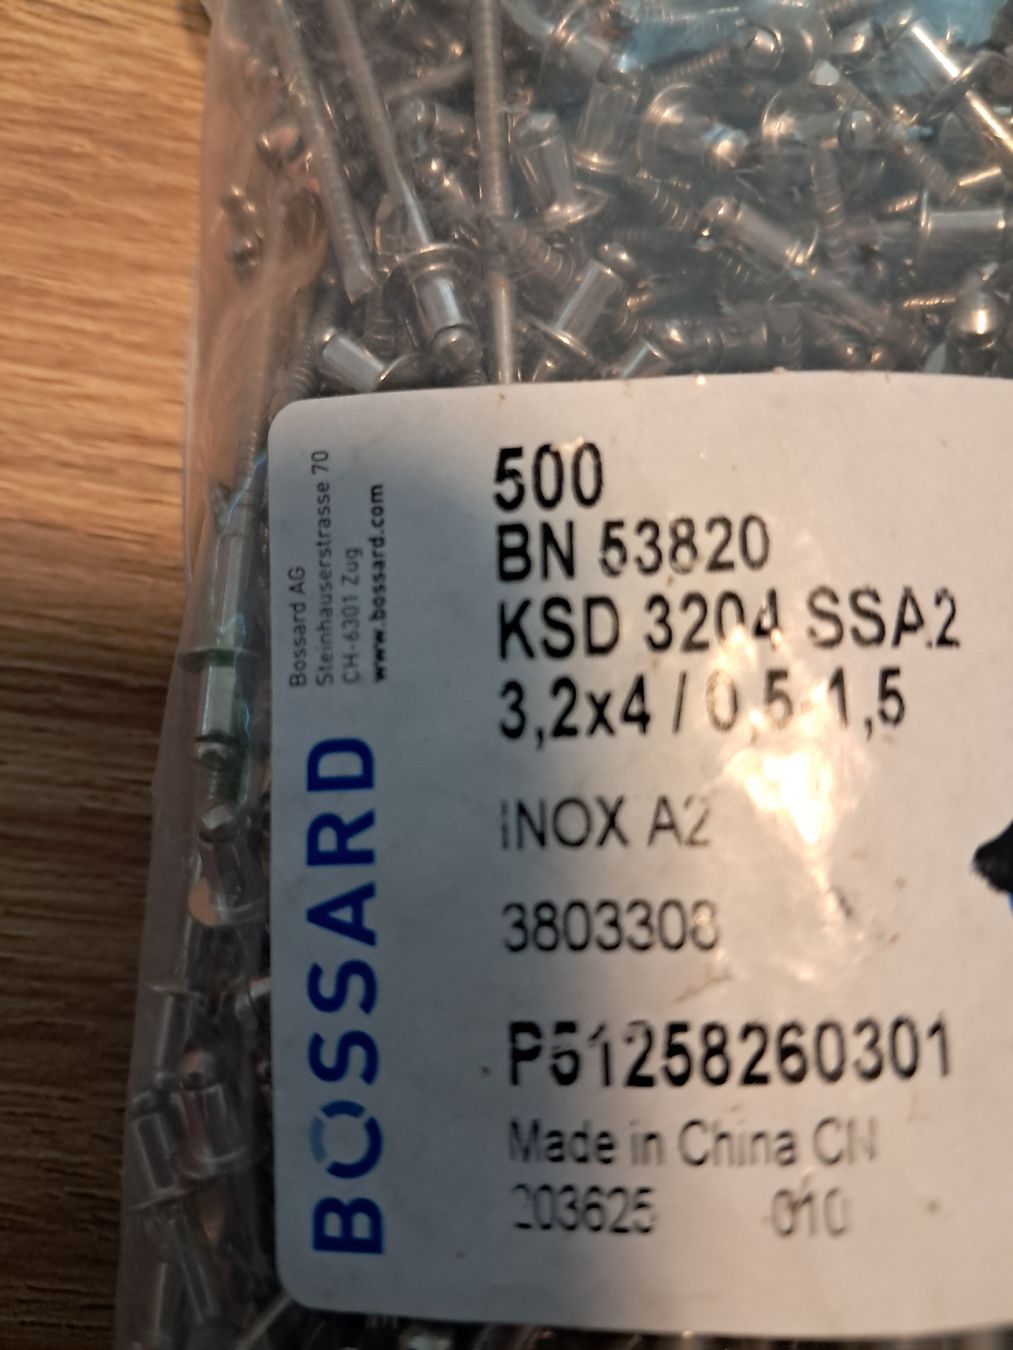 500
BN 53820
KSD 3204 SSA2
3,2x4 / 0,5-1,5
INOX A2
3803308
P51258260301
Made in China CN
203625 010
BOSSARD
Bossard AG
Steinhauserstrasse 70
CH-6301 Zug
www.bossard.com